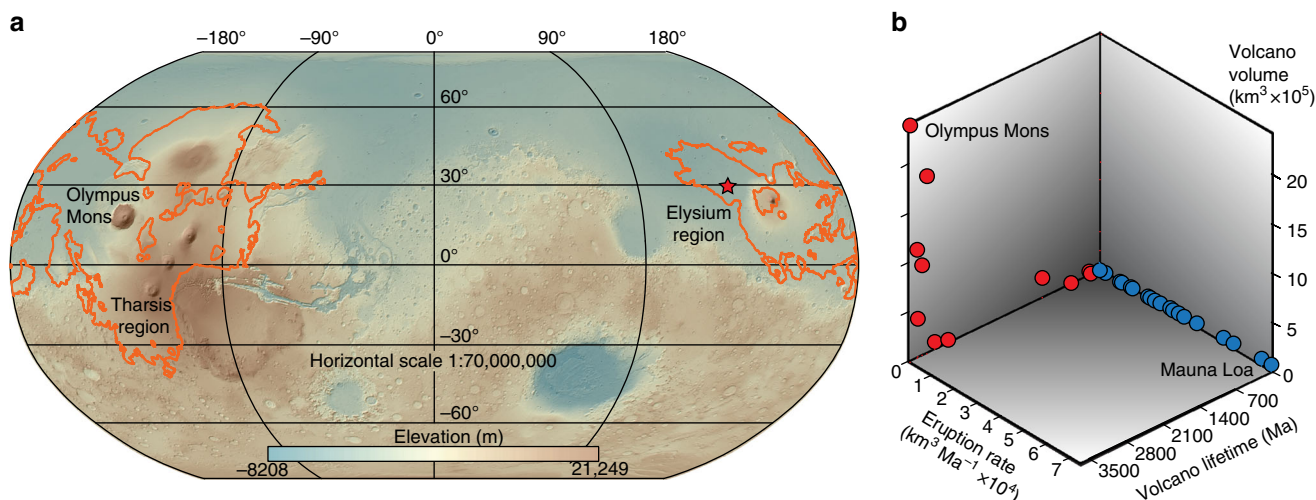 a
−180° −90° 0° 90° 180°
60°
30°
0°
−30°
−60°
Olympus
Mons
Tharsis
region
Elysium
region
Horizontal scale 1:70,000,000
Elevation (m)
−8208 21,249
b
Volcano
volume
(km³ ×10⁵)
Olympus Mons
20
15
10
5
0
Mauna Loa
0 1 2 3 4 5 6 7
Eruption rate
(km³ Ma⁻¹ ×10⁴)
700
1400
2100
2800
3500
Volcano lifetime (Ma)